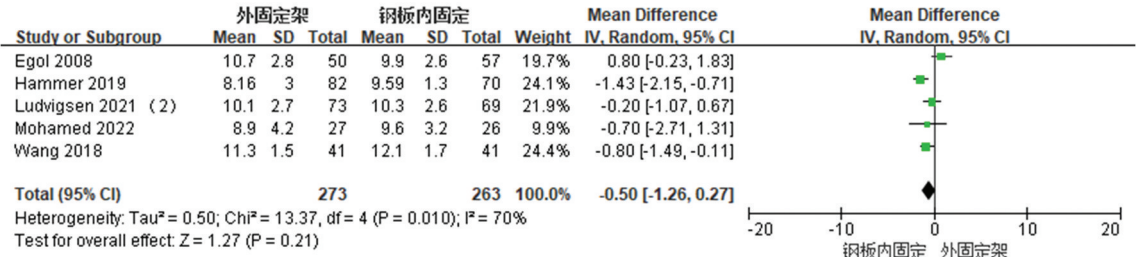 外固定架 钢板内固定 Mean Difference Mean Difference
Study or Subgroup Mean SD Total Mean SD Total Weight IV, Random, 95% CI IV, Random, 95% CI
Egol 2008 10.7 2.8 50 9.9 2.6 57 19.7% 0.80 [-0.23, 1.83]
Hammer 2019 8.16 3 82 9.59 1.3 70 24.1% -1.43 [-2.15, -0.71]
Ludvigsen 2021 （2） 10.1 2.7 73 10.3 2.6 69 21.9% -0.20 [-1.07, 0.67]
Mohamed 2022 8.9 4.2 27 9.6 3.2 26 9.9% -0.70 [-2.71, 1.31]
Wang 2018 11.3 1.5 41 12.1 1.7 41 24.4% -0.80 [-1.49, -0.11]
Total (95% CI) 273 263 100.0% -0.50 [-1.26, 0.27]
Heterogeneity: Tau² = 0.50; Chi² = 13.37, df = 4 (P = 0.010); I² = 70%
Test for overall effect: Z = 1.27 (P = 0.21)
-20 -10 0 10 20
钢板内固定 外固定架